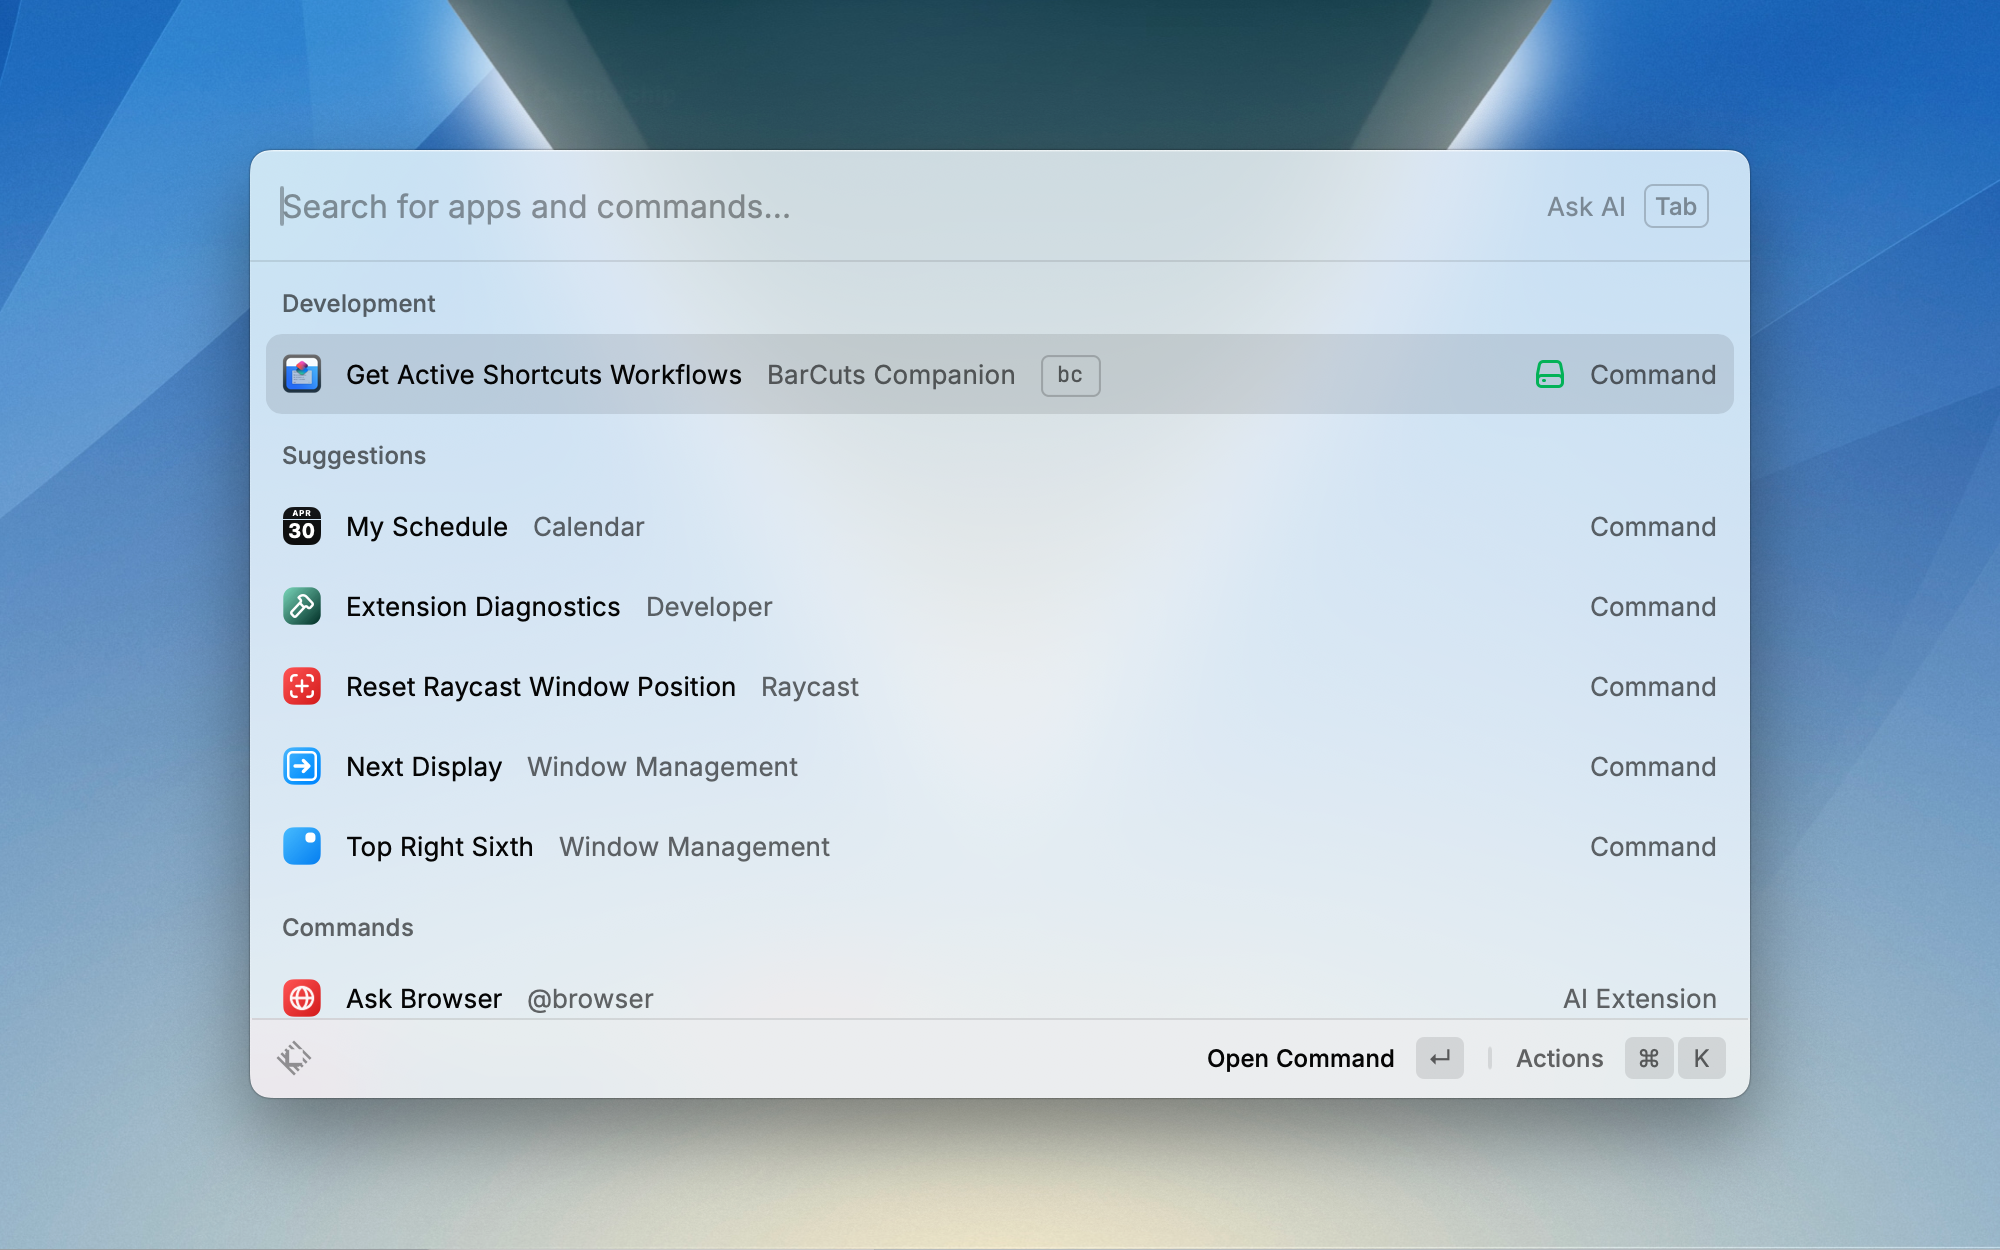 Search for apps and commands...
Ask AI Tab
Development
Get Active Shortcuts Workflows BarCuts Companion bc Command
Suggestions
APR 30 My Schedule Calendar Command
Extension Diagnostics Developer Command
Reset Raycast Window Position Raycast Command
Next Display Window Management Command
Top Right Sixth Window Management Command
Commands
Ask Browser @browser AI Extension
Open Command ↵ Actions ⌘ K